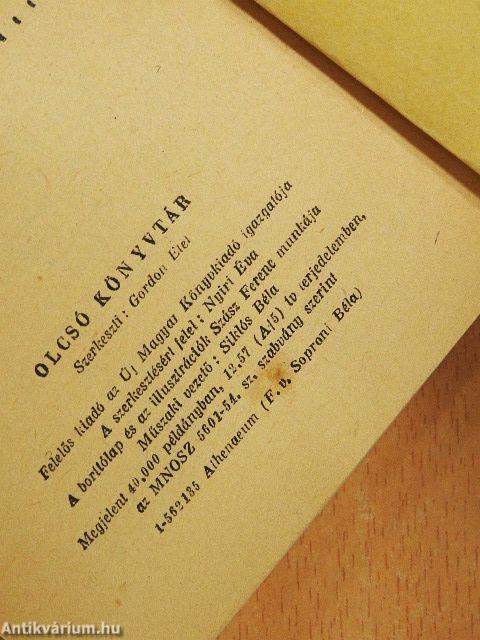 OLCSÓ KÖNYVTÁR
Szerkeszti: Gordon Etel
Felelős kiadó az Új Magyar Könyvkiadó igazgatója
A szerkesztésért felel: Nyiri Éva
A borítólap és az illusztrációk Szász Ferenc munkája
Műszaki vezető: Siklós Béla
Megjelent 40,000 példányban, 12,57 (A/5) ív terjedelemben,
az MNOSZ 5601-54. sz. szabvány szerint
1-562185 Athenaeum (F. v. Soproni Béla)
Antikvárium.hu